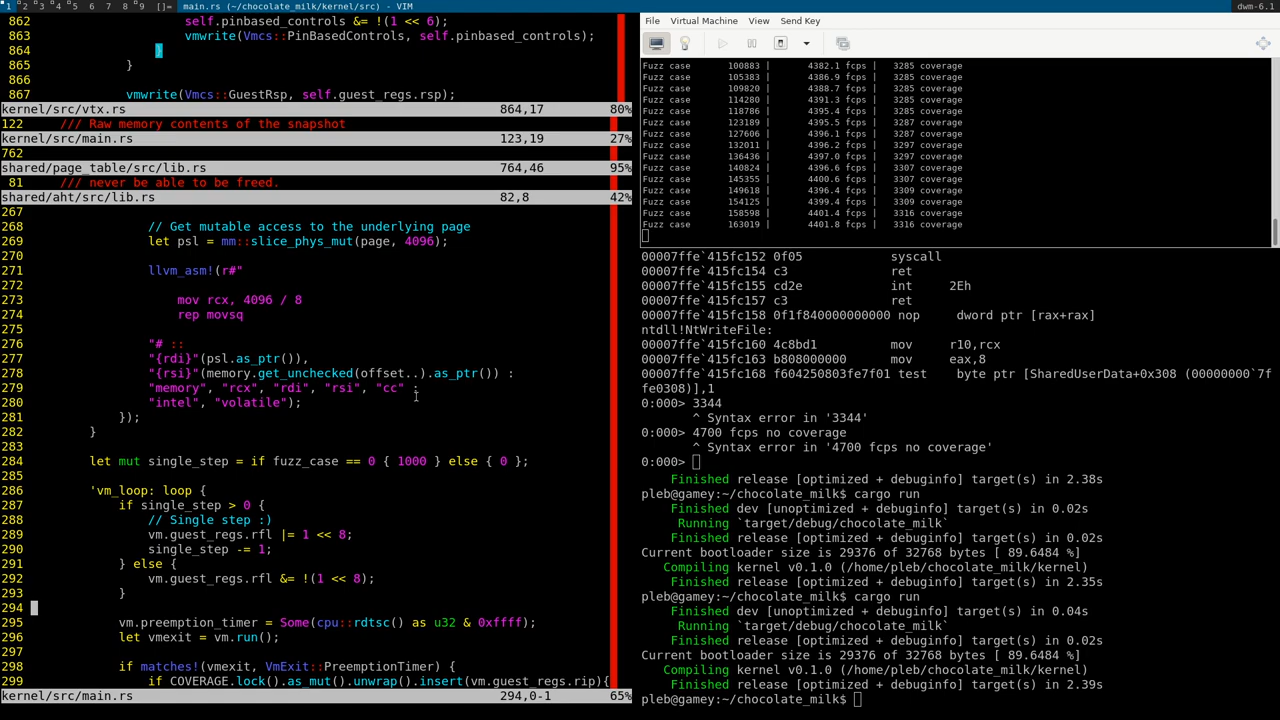 1 2 3 4 5 6 7 8 9 []= main.rs (~/chocolate_milk/kernel/src) - VIM
dwm-6.1
862 self.pinbased_controls &= !(1 << 6);
863 vmwrite(Vmcs::PinBasedControls, self.pinbased_controls);
864 }
865 }
866
867 vmwrite(Vmcs::GuestRsp, self.guest_regs.rsp);
kernel/src/vtx.rs 864,17 80%
122 /// Raw memory contents of the snapshot
kernel/src/main.rs 123,19 27%
762
shared/page_table/src/lib.rs 764,46 95%
81 /// never be able to be freed.
shared/aht/src/lib.rs 82,8 42%
267
268 // Get mutable access to the underlying page
269 let psl = mm::slice_phys_mut(page, 4096);
270
271 llvm_asm!(r#"
272
273 mov rcx, 4096 / 8
274 rep movsq
275
276 "# ::
277 "{rdi}"(psl.as_ptr()),
278 "{rsi}"(memory.get_unchecked(offset..).as_ptr()) :
279 "memory", "rcx", "rdi", "rsi", "cc" :
280 "intel", "volatile");
281 });
282 }
283
284 let mut single_step = if fuzz_case == 0 { 1000 } else { 0 };
285
286 'vm_loop: loop {
287 if single_step > 0 {
288 // Single step :)
289 vm.guest_regs.rfl |= 1 << 8;
290 single_step -= 1;
291 } else {
292 vm.guest_regs.rfl &= !(1 << 8);
293 }
294
295 vm.preemption_timer = Some(cpu::rdtsc() as u32 & 0xffff);
296 let vmexit = vm.run();
297
298 if matches!(vmexit, VmExit::PreemptionTimer) {
299 if COVERAGE.lock().as_mut().unwrap().insert(vm.guest_regs.rip){
kernel/src/main.rs 294,0-1 65%
File Virtual Machine View Send Key
Fuzz case 100883 | 4382.1 fcps | 3285 coverage
Fuzz case 105383 | 4386.9 fcps | 3285 coverage
Fuzz case 109820 | 4388.7 fcps | 3285 coverage
Fuzz case 114280 | 4391.3 fcps | 3285 coverage
Fuzz case 118786 | 4395.4 fcps | 3285 coverage
Fuzz case 123189 | 4395.5 fcps | 3287 coverage
Fuzz case 127606 | 4396.1 fcps | 3287 coverage
Fuzz case 132011 | 4396.2 fcps | 3297 coverage
Fuzz case 136436 | 4397.0 fcps | 3297 coverage
Fuzz case 140824 | 4396.6 fcps | 3307 coverage
Fuzz case 145355 | 4400.6 fcps | 3307 coverage
Fuzz case 149618 | 4396.4 fcps | 3309 coverage
Fuzz case 154125 | 4399.4 fcps | 3309 coverage
Fuzz case 158598 | 4401.4 fcps | 3316 coverage
Fuzz case 163019 | 4401.8 fcps | 3316 coverage
00007ffe`415fc152 0f05 syscall
00007ffe`415fc154 c3 ret
00007ffe`415fc155 cd2e int 2Eh
00007ffe`415fc157 c3 ret
00007ffe`415fc158 0f1f840000000000 nop dword ptr [rax+rax]
ntdll!NtWriteFile:
00007ffe`415fc160 4c8bd1 mov r10,rcx
00007ffe`415fc163 b808000000 mov eax,8
00007ffe`415fc168 f604250803fe7f01 test byte ptr [SharedUserData+0x308 (00000000`7f
fe0308)],1
0:000> 3344
^ Syntax error in '3344'
0:000> 4700 fcps no coverage
^ Syntax error in '4700 fcps no coverage'
0:000>
Finished release [optimized + debuginfo] target(s) in 2.38s
pleb@gamey:~/chocolate_milk$ cargo run
Finished dev [unoptimized + debuginfo] target(s) in 0.02s
Running `target/debug/chocolate_milk`
Finished release [optimized + debuginfo] target(s) in 0.02s
Current bootloader size is 29376 of 32768 bytes [ 89.6484 %]
Compiling kernel v0.1.0 (/home/pleb/chocolate_milk/kernel)
Finished release [optimized + debuginfo] target(s) in 2.35s
pleb@gamey:~/chocolate_milk$ cargo run
Finished dev [unoptimized + debuginfo] target(s) in 0.04s
Running `target/debug/chocolate_milk`
Finished release [optimized + debuginfo] target(s) in 0.02s
Current bootloader size is 29376 of 32768 bytes [ 89.6484 %]
Compiling kernel v0.1.0 (/home/pleb/chocolate_milk/kernel)
Finished release [optimized + debuginfo] target(s) in 2.39s
pleb@gamey:~/chocolate_milk$